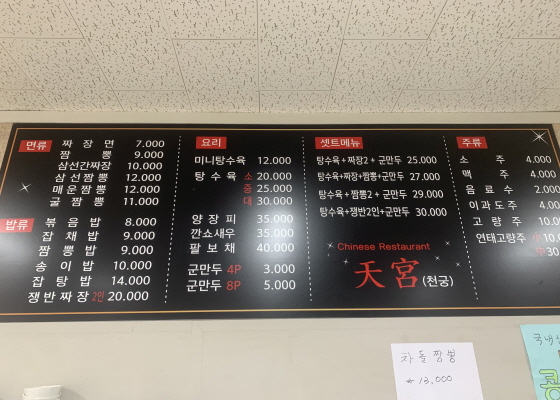 면류
짜 장 면 7.000
짬 뽕 9.000
삼선간짜장 10.000
삼 선 짬 뽕 12.000
매 운 짬 뽕 12.000
굴 짬 뽕 11.000
밥류
볶 음 밥 8.000
잡 채 밥 9.000
짬 뽕 밥 9.000
송 이 밥 10.000
잡 탕 밥 14.000
쟁반짜장 2인 20.000
요리
미니탕수육 12.000
탕 수 육 소 20.000
중 25.000
대 30.000
양 장 피 35.000
깐쇼새우 35.000
팔 보 채 40.000
군만두 4P 3.000
군만두 8P 5.000
셋트메뉴
탕수육+짜장2 + 군만두 25.000
탕수육+짜장+짬뽕+군만두 27.000
탕수육+짬뽕2 + 군만두 29.000
탕수육+쟁반2인+군만두 30.000
Chinese Restaurant
天宮 (천궁)
주류
소 주 4.000
맥 주 4.000
음 료 수 2.000
이 과 도 주 4.00
고 량 주 10.0
연태고량주 小 10.0
30
차돌짬뽕
* 13,000
국내산
콩